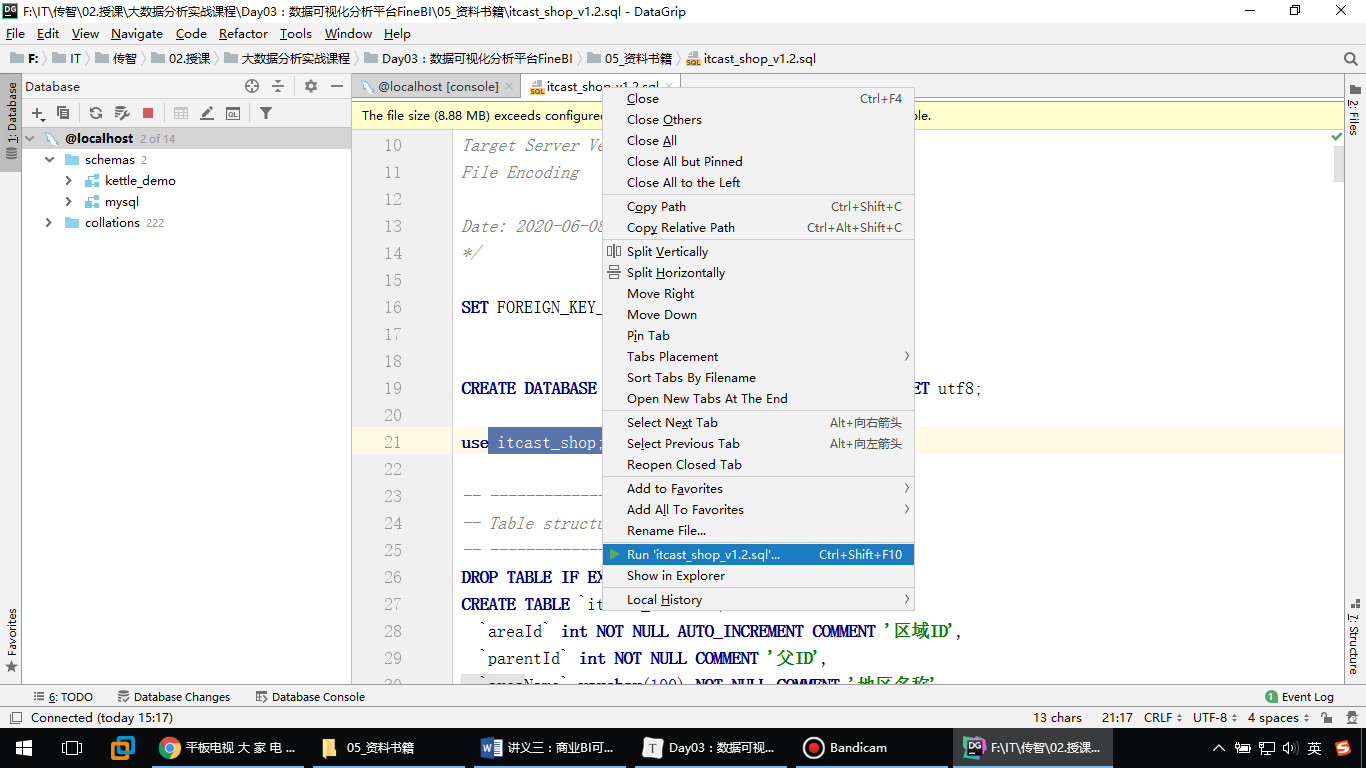 F:\IT\传智\02.授课\大数据分析实战课程\Day03：数据可视化分析平台FineBI\05_资料书籍\itcast_shop_v1.2.sql - DataGrip
File Edit View Navigate Code Refactor Tools Window Help
F: IT 传智 02.授课 大数据分析实战课程 Day03：数据可视化分析平台FineBI 05_资料书籍 itcast_shop_v1.2.sql
1: Database
Favorites
2: Files
7: Structure
Database
@localhost 2 of 14
schemas 2
kettle_demo
mysql
collations 222
@localhost [console] itcast_shop_v1.2.sql
The file size (8.88 MB) exceeds configured
ble.
10 Target Server Ve
11 File Encoding
12
13 Date: 2020-06-08
14 */
15
16 SET FOREIGN_KEY_
17
18
19 CREATE DATABASE ET utf8;
20
21 use itcast_shop;
22
23 -- --------------
24 -- Table structu
25 -- --------------
26 DROP TABLE IF EX
27 CREATE TABLE `it
28 `areaId` int NOT NULL AUTO_INCREMENT COMMENT '区域ID',
29 `parentId` int NOT NULL COMMENT '父ID',
30 `areaName` varchar(100) NOT NULL COMMENT '地区名称'
Close Ctrl+F4
Close Others
Close All
Close All but Pinned
Close All to the Left
Copy Path Ctrl+Shift+C
Copy Relative Path Ctrl+Alt+Shift+C
Split Vertically
Split Horizontally
Move Right
Move Down
Pin Tab
Tabs Placement
Sort Tabs By Filename
Open New Tabs At The End
Select Next Tab Alt+向右箭头
Select Previous Tab Alt+向左箭头
Reopen Closed Tab
Add to Favorites
Add All To Favorites
Rename File...
Run 'itcast_shop_v1.2.sql'... Ctrl+Shift+F10
Show in Explorer
Local History
6: TODO Database Changes Database Console 1 Event Log
Connected (today 15:17) 13 chars 21:17 CRLF UTF-8 4 spaces
平板电视 大 家 电 ... 05_资料书籍 讲义三：商业BI可... Day03：数据可视... Bandicam F:\IT\传智\02.授课... 英